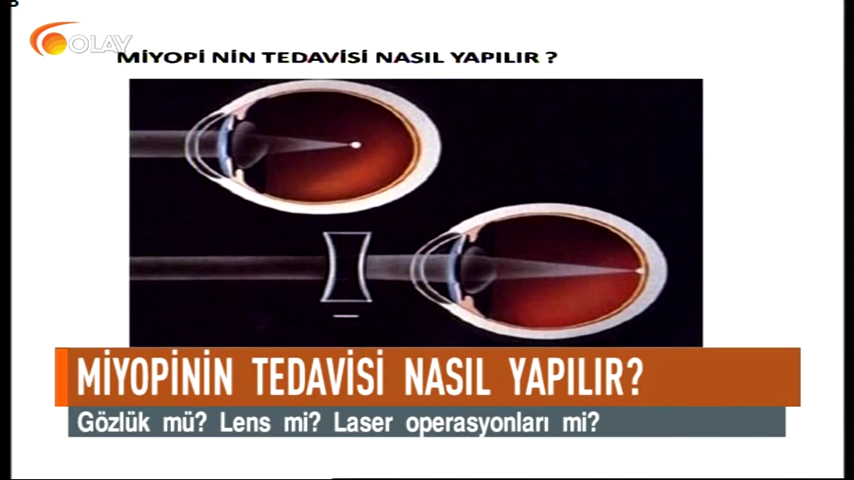 OLAY
MİYOPİ NİN TEDAVİSİ NASIL YAPILIR ?
MİYOPİNİN TEDAVİSİ NASIL YAPILIR?
Gözlük mü? Lens mi? Laser operasyonları mi?